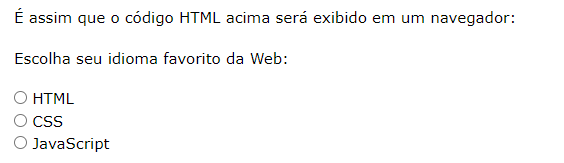 É assim que o código HTML acima será exibido em um navegador:
Escolha seu idioma favorito da Web:
HTML
CSS
JavaScript